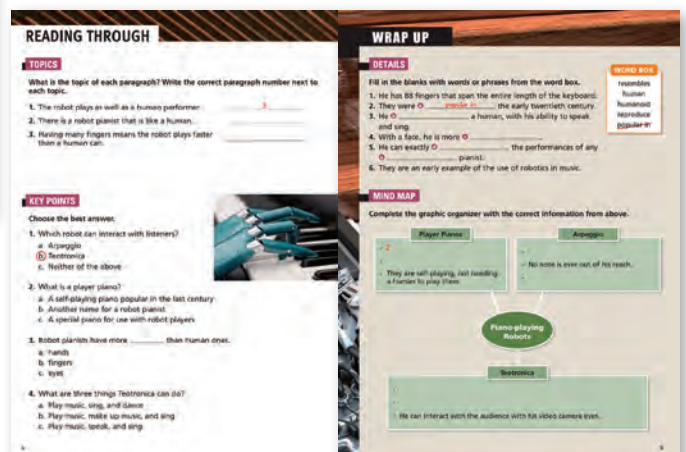 READING THROUGH
TOPICS
What is the topic of each paragraph? Write the correct paragraph number next to
each topic.
1. The robot plays as well as a human performer. 3
2. There is a robot pianist that is like a human.
3. Having many fingers means the robot plays faster
than a human can.
KEY POINTS
Choose the best answer.
1. Which robot can interact with listeners?
a. Arpeggio
b. Teotronica
c. Neither of the above
2. What is a player piano?
a. A self-playing piano popular in the last century
b. Another name for a robot pianist
c. A special piano for use with robot players
3. Robot pianists have more ______ than human ones.
a. hands
b. fingers
c. eyes
4. What are three things Teotronica can do?
a. Play music, sing, and dance
b. Play music, make up music, and sing
c. Play music, speak, and sing
WRAP UP
DETAILS
Fill in the blanks with words or phrases from the word box.
1. He has 88 fingers that span the entire length of the keyboard.
2. They were popular in the early twentieth century.
3. He ______ a human, with his ability to speak
and sing.
4. With a face, he is more ______.
5. He can exactly ______ the performances of any
______ pianist.
6. They are an early example of the use of robotics in music.
WORD BOX
resembles
human
humanoid
reproduce
popular in
MIND MAP
Complete the graphic organizer with the correct information from above.
Player Pianos
2
They are self-playing, not needing
a human to play them.
Arpeggio
No note is ever out of his reach.
Piano-playing
Robots
Teotronica
He can interact with the audience with his video camera eyes.